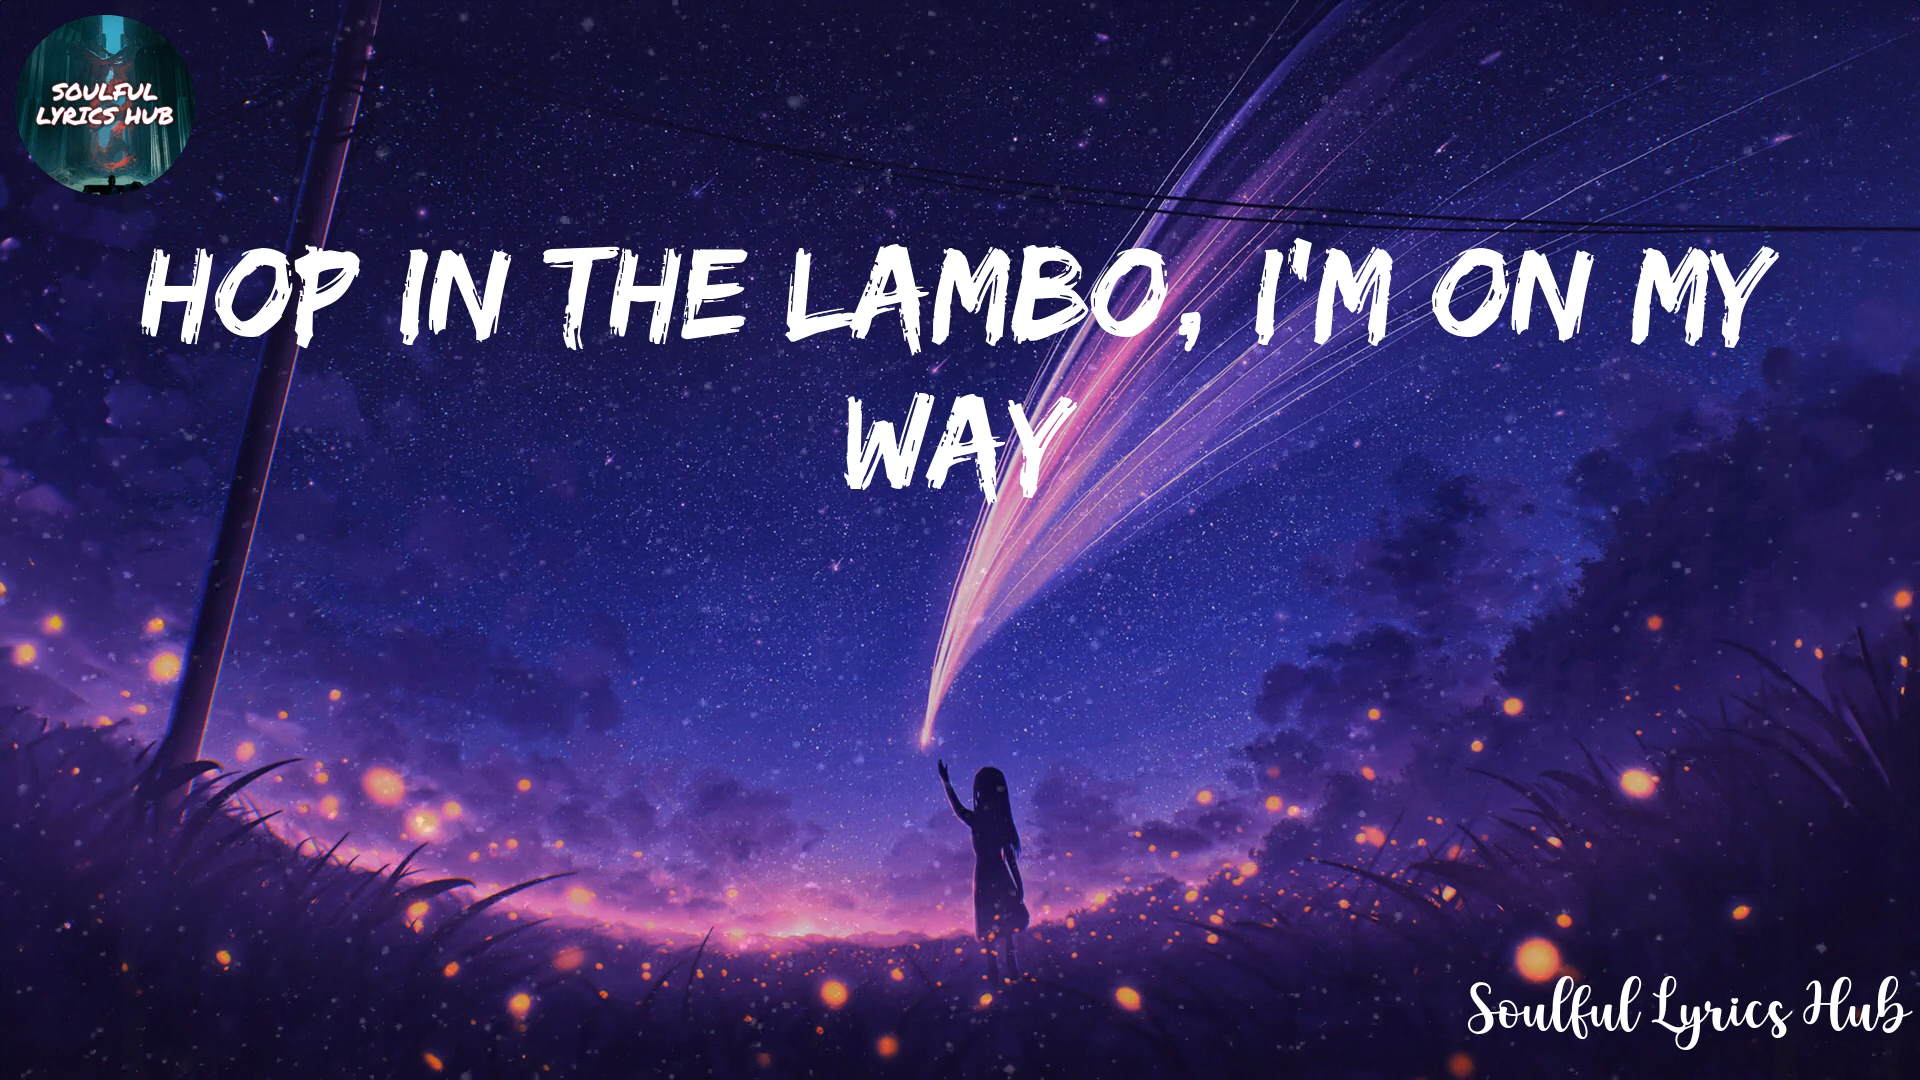 SOULFUL
LYRICS HUB
HOP IN THE LAMBO, I'M ON MY
WAY
Soulful Lyrics Hub